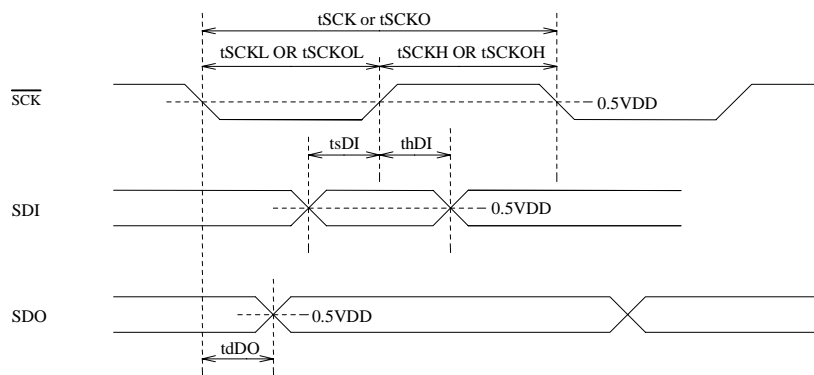 tSCK or tSCKO
tSCKL OR tSCKOL tSCKH OR tSCKOH
SCK 0.5VDD
tsDI thDI
SDI 0.5VDD
SDO 0.5VDD
tdDO